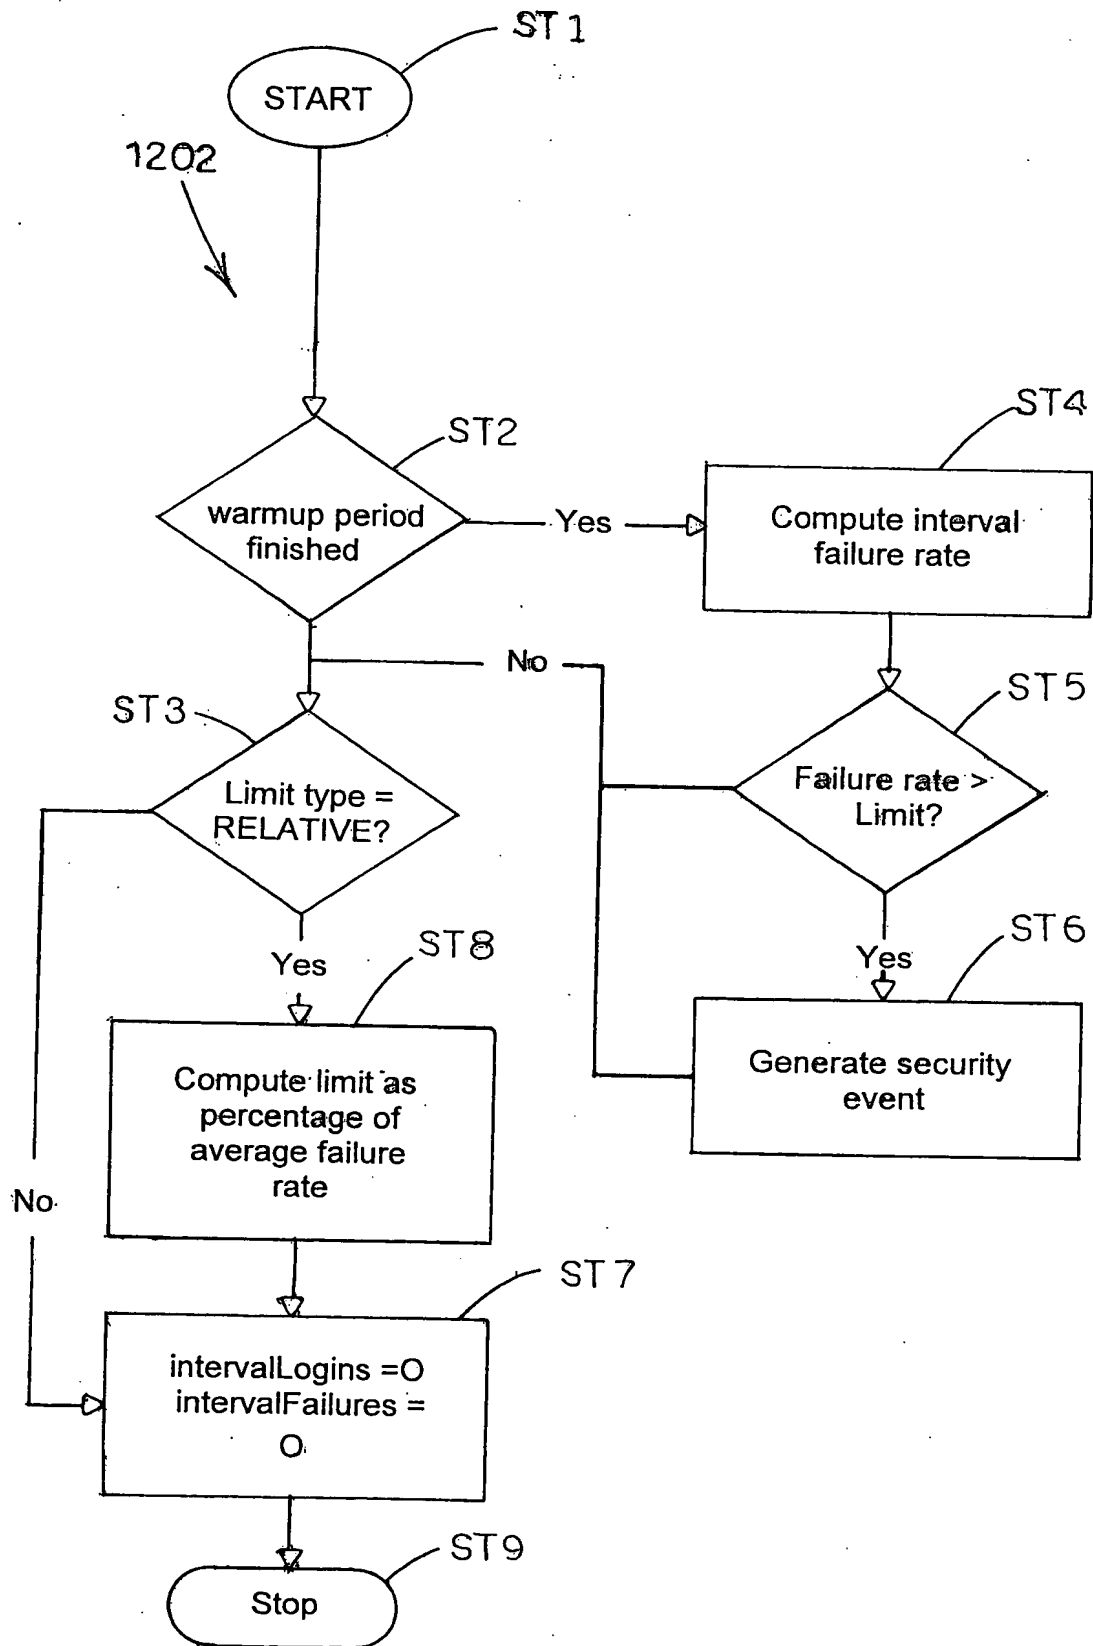 ST1
START
1202
ST2
warmup period
finished
Yes
ST4
Compute interval
failure rate
No
ST3
Limit type =
RELATIVE?
ST5
Failure rate >
Limit?
Yes
ST8
Yes
ST6
Compute limit as
percentage of
average failure
rate
Generate security
event
No
ST7
intervalLogins =O
intervalFailures =
O
ST9
Stop